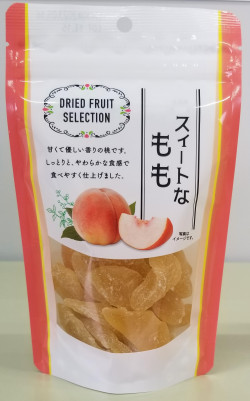 DRIED FRUIT
SELECTION
スィートな
もも
甘くて優しい香りの桃です。
しっとりと、やわらかな食感で
食べやすく仕上げました。
写真は
イメージです。